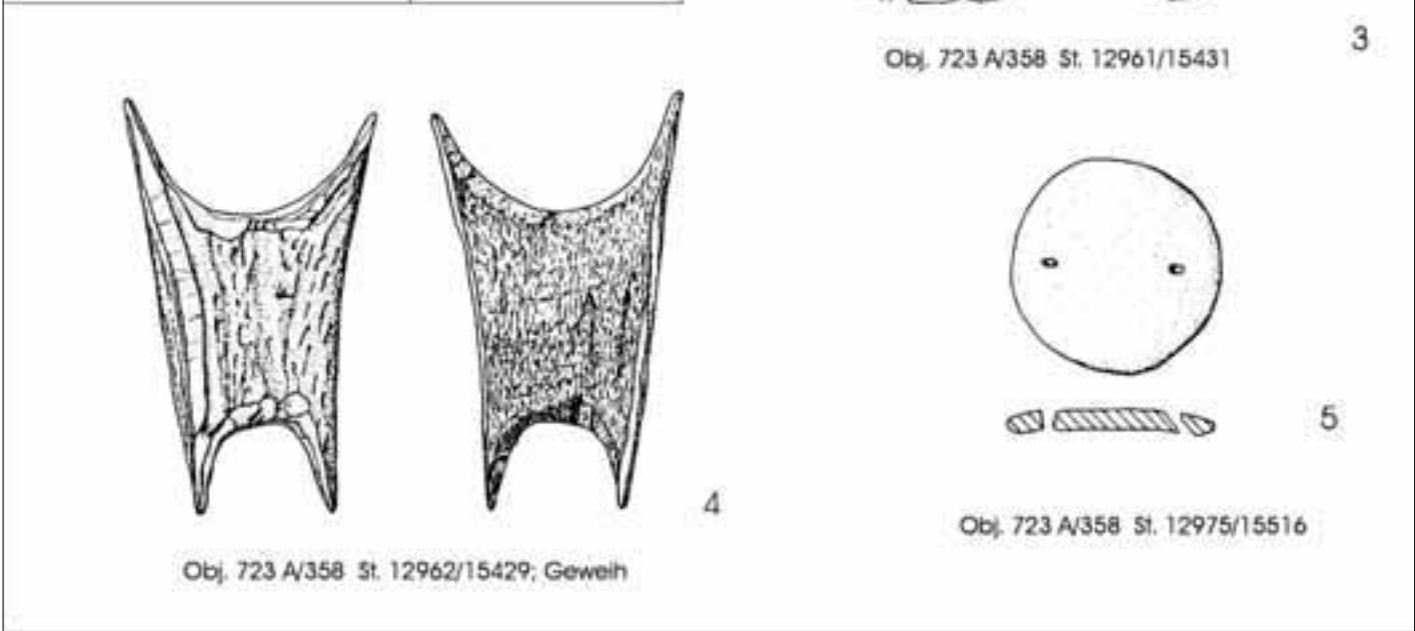 Obj. 723 A/358 St. 12961/15431
3
4
Obj. 723 A/358 St. 12962/15429; Geweih
5
Obj. 723 A/358 St. 12975/15516